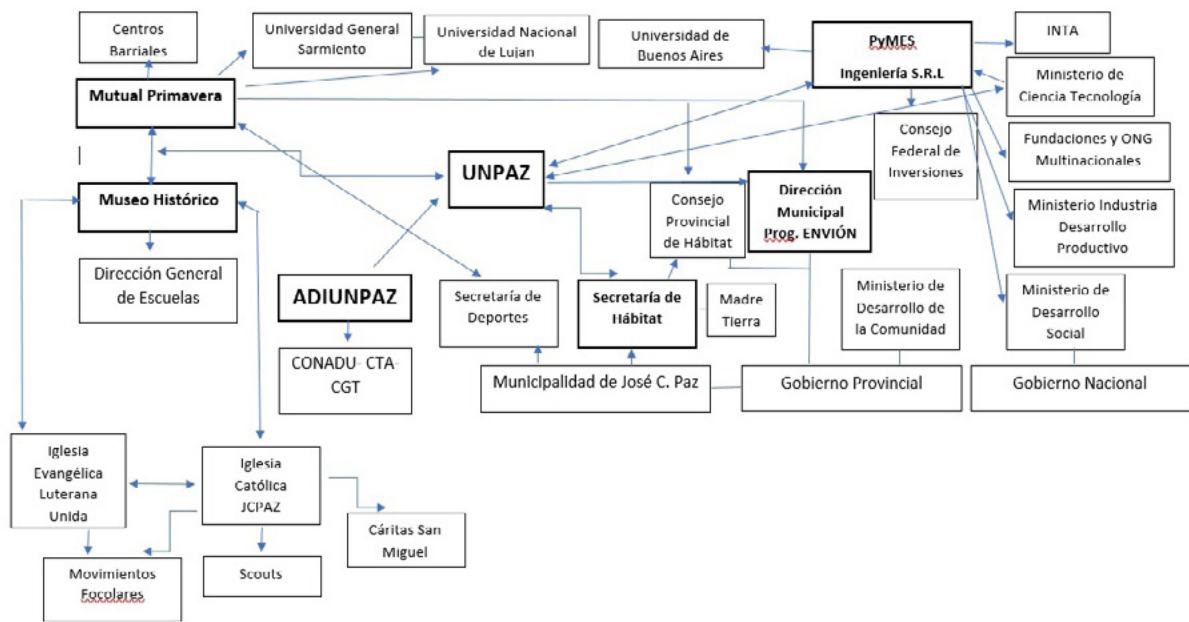 Centros
Barriales
Universidad General
Sarmiento
Universidad Nacional
de Lujan
Universidad de
Buenos Aires
PyMES
Ingeniería S.R.L
INTA
Mutual Primavera
Ministerio de
Ciencia Tecnología
Consejo
Federal de
Inversiones
Fundaciones y ONG
Multinacionales
UNPAZ
Museo Histórico
Consejo
Provincial
de Hábitat
Dirección
Municipal
Prog. ENVIÓN
Ministerio Industria
Desarrollo
Productivo
Dirección General
de Escuelas
ADIUNPAZ
Secretaría de
Deportes
Secretaría de
Hábitat
Madre
Tierra
Ministerio de
Desarrollo de
la Comunidad
Ministerio de
Desarrollo
Social
CONADU- CTA-
CGT
Municipalidad de José C. Paz
Gobierno Provincial
Gobierno Nacional
Iglesia
Evangélica
Luterana
Unida
Iglesia
Católica
JCPAZ
Cáritas San
Miguel
Movimientos
Focolares
Scouts